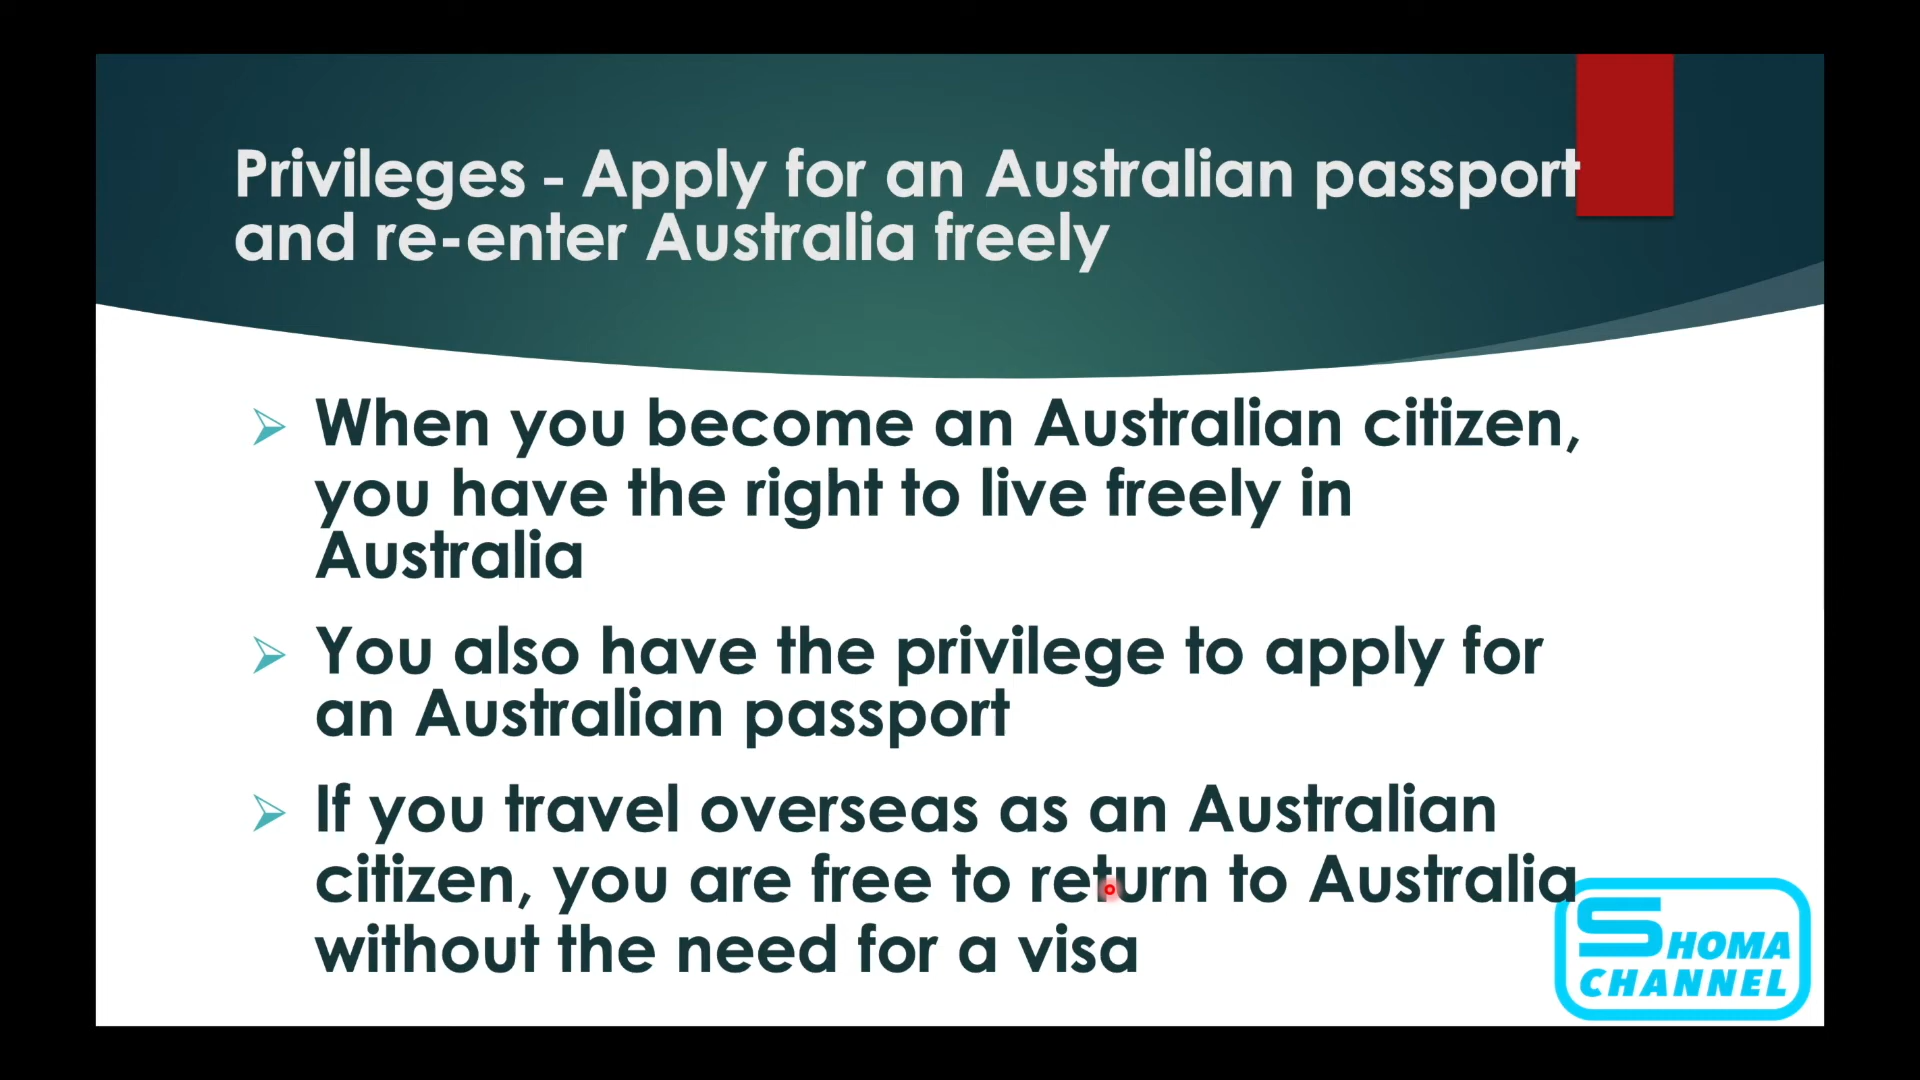 Privileges - Apply for an Australian passport
and re-enter Australia freely
When you become an Australian citizen,
you have the right to live freely in
Australia
You also have the privilege to apply for
an Australian passport
If you travel overseas as an Australian
citizen, you are free to return to Australia
without the need for a visa
SHOMA
CHANNEL